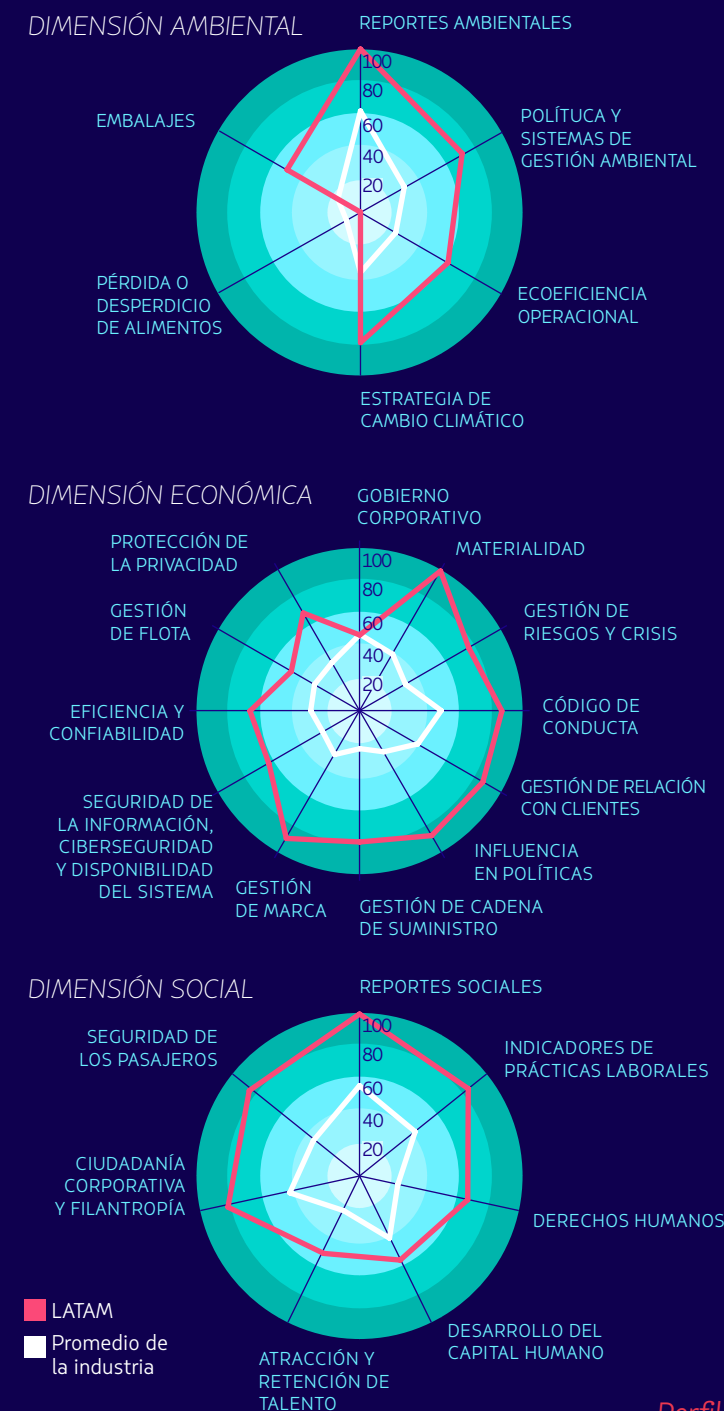 DIMENSIÓN AMBIENTAL
REPORTES AMBIENTALES
100
80
60
40
20
EMBALAJES
POLÍTUCA Y
SISTEMAS DE
GESTIÓN AMBIENTAL
PÉRDIDA O
DESPERDICIO
DE ALIMENTOS
ECOEFICIENCIA
OPERACIONAL
ESTRATEGIA DE
CAMBIO CLIMÁTICO
DIMENSIÓN ECONÓMICA
GOBIERNO
CORPORATIVO
PROTECCIÓN DE
LA PRIVACIDAD
MATERIALIDAD
100
80
60
40
20
GESTIÓN
DE FLOTA
GESTIÓN DE
RIESGOS Y CRISIS
EFICIENCIA Y
CONFIABILIDAD
CÓDIGO DE
CONDUCTA
SEGURIDAD DE
LA INFORMACIÓN,
CIBERSEGURIDAD
Y DISPONIBILIDAD
DEL SISTEMA
GESTIÓN DE RELACIÓN
CON CLIENTES
INFLUENCIA
EN POLÍTICAS
GESTIÓN
DE MARCA
GESTIÓN DE CADENA
DE SUMINISTRO
DIMENSIÓN SOCIAL
REPORTES SOCIALES
100
80
60
40
20
SEGURIDAD DE
LOS PASAJEROS
INDICADORES DE
PRÁCTICAS LABORALES
CIUDADANÍA
CORPORATIVA
Y FILANTROPÍA
DERECHOS HUMANOS
DESARROLLO DEL
CAPITAL HUMANO
ATRACCIÓN Y
RETENCIÓN DE
TALENTO
LATAM
Promedio de
la industria